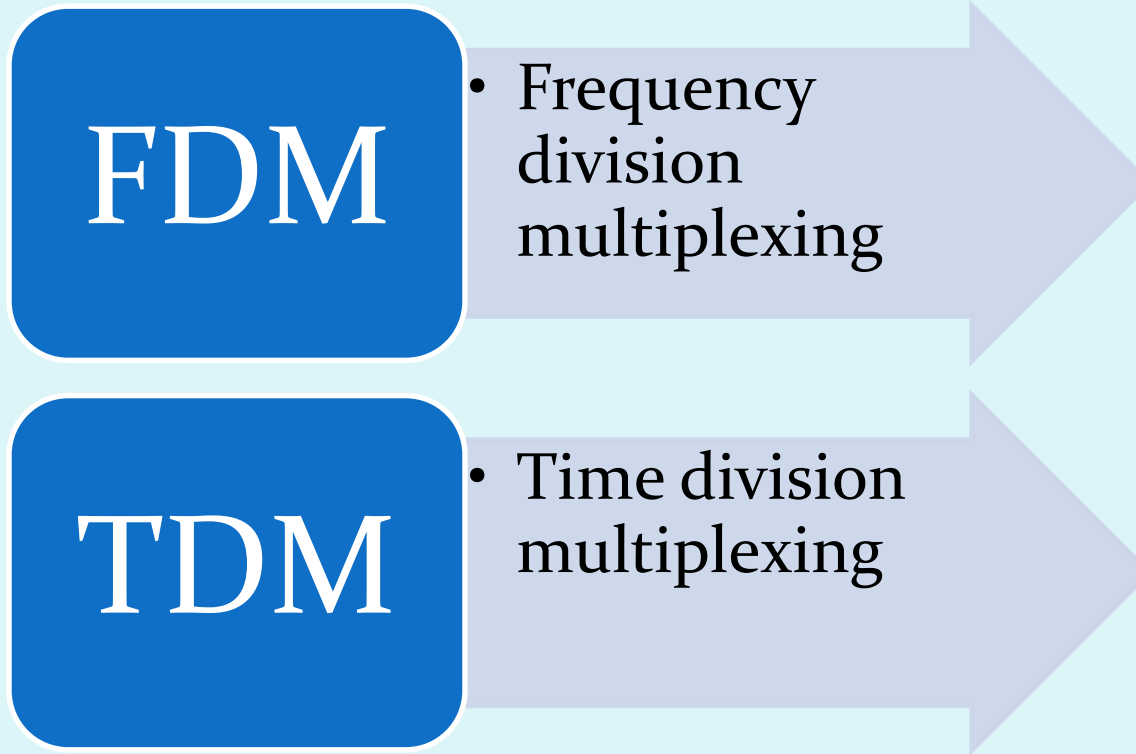 FDM
• Frequency
division
multiplexing
TDM
• Time division
multiplexing